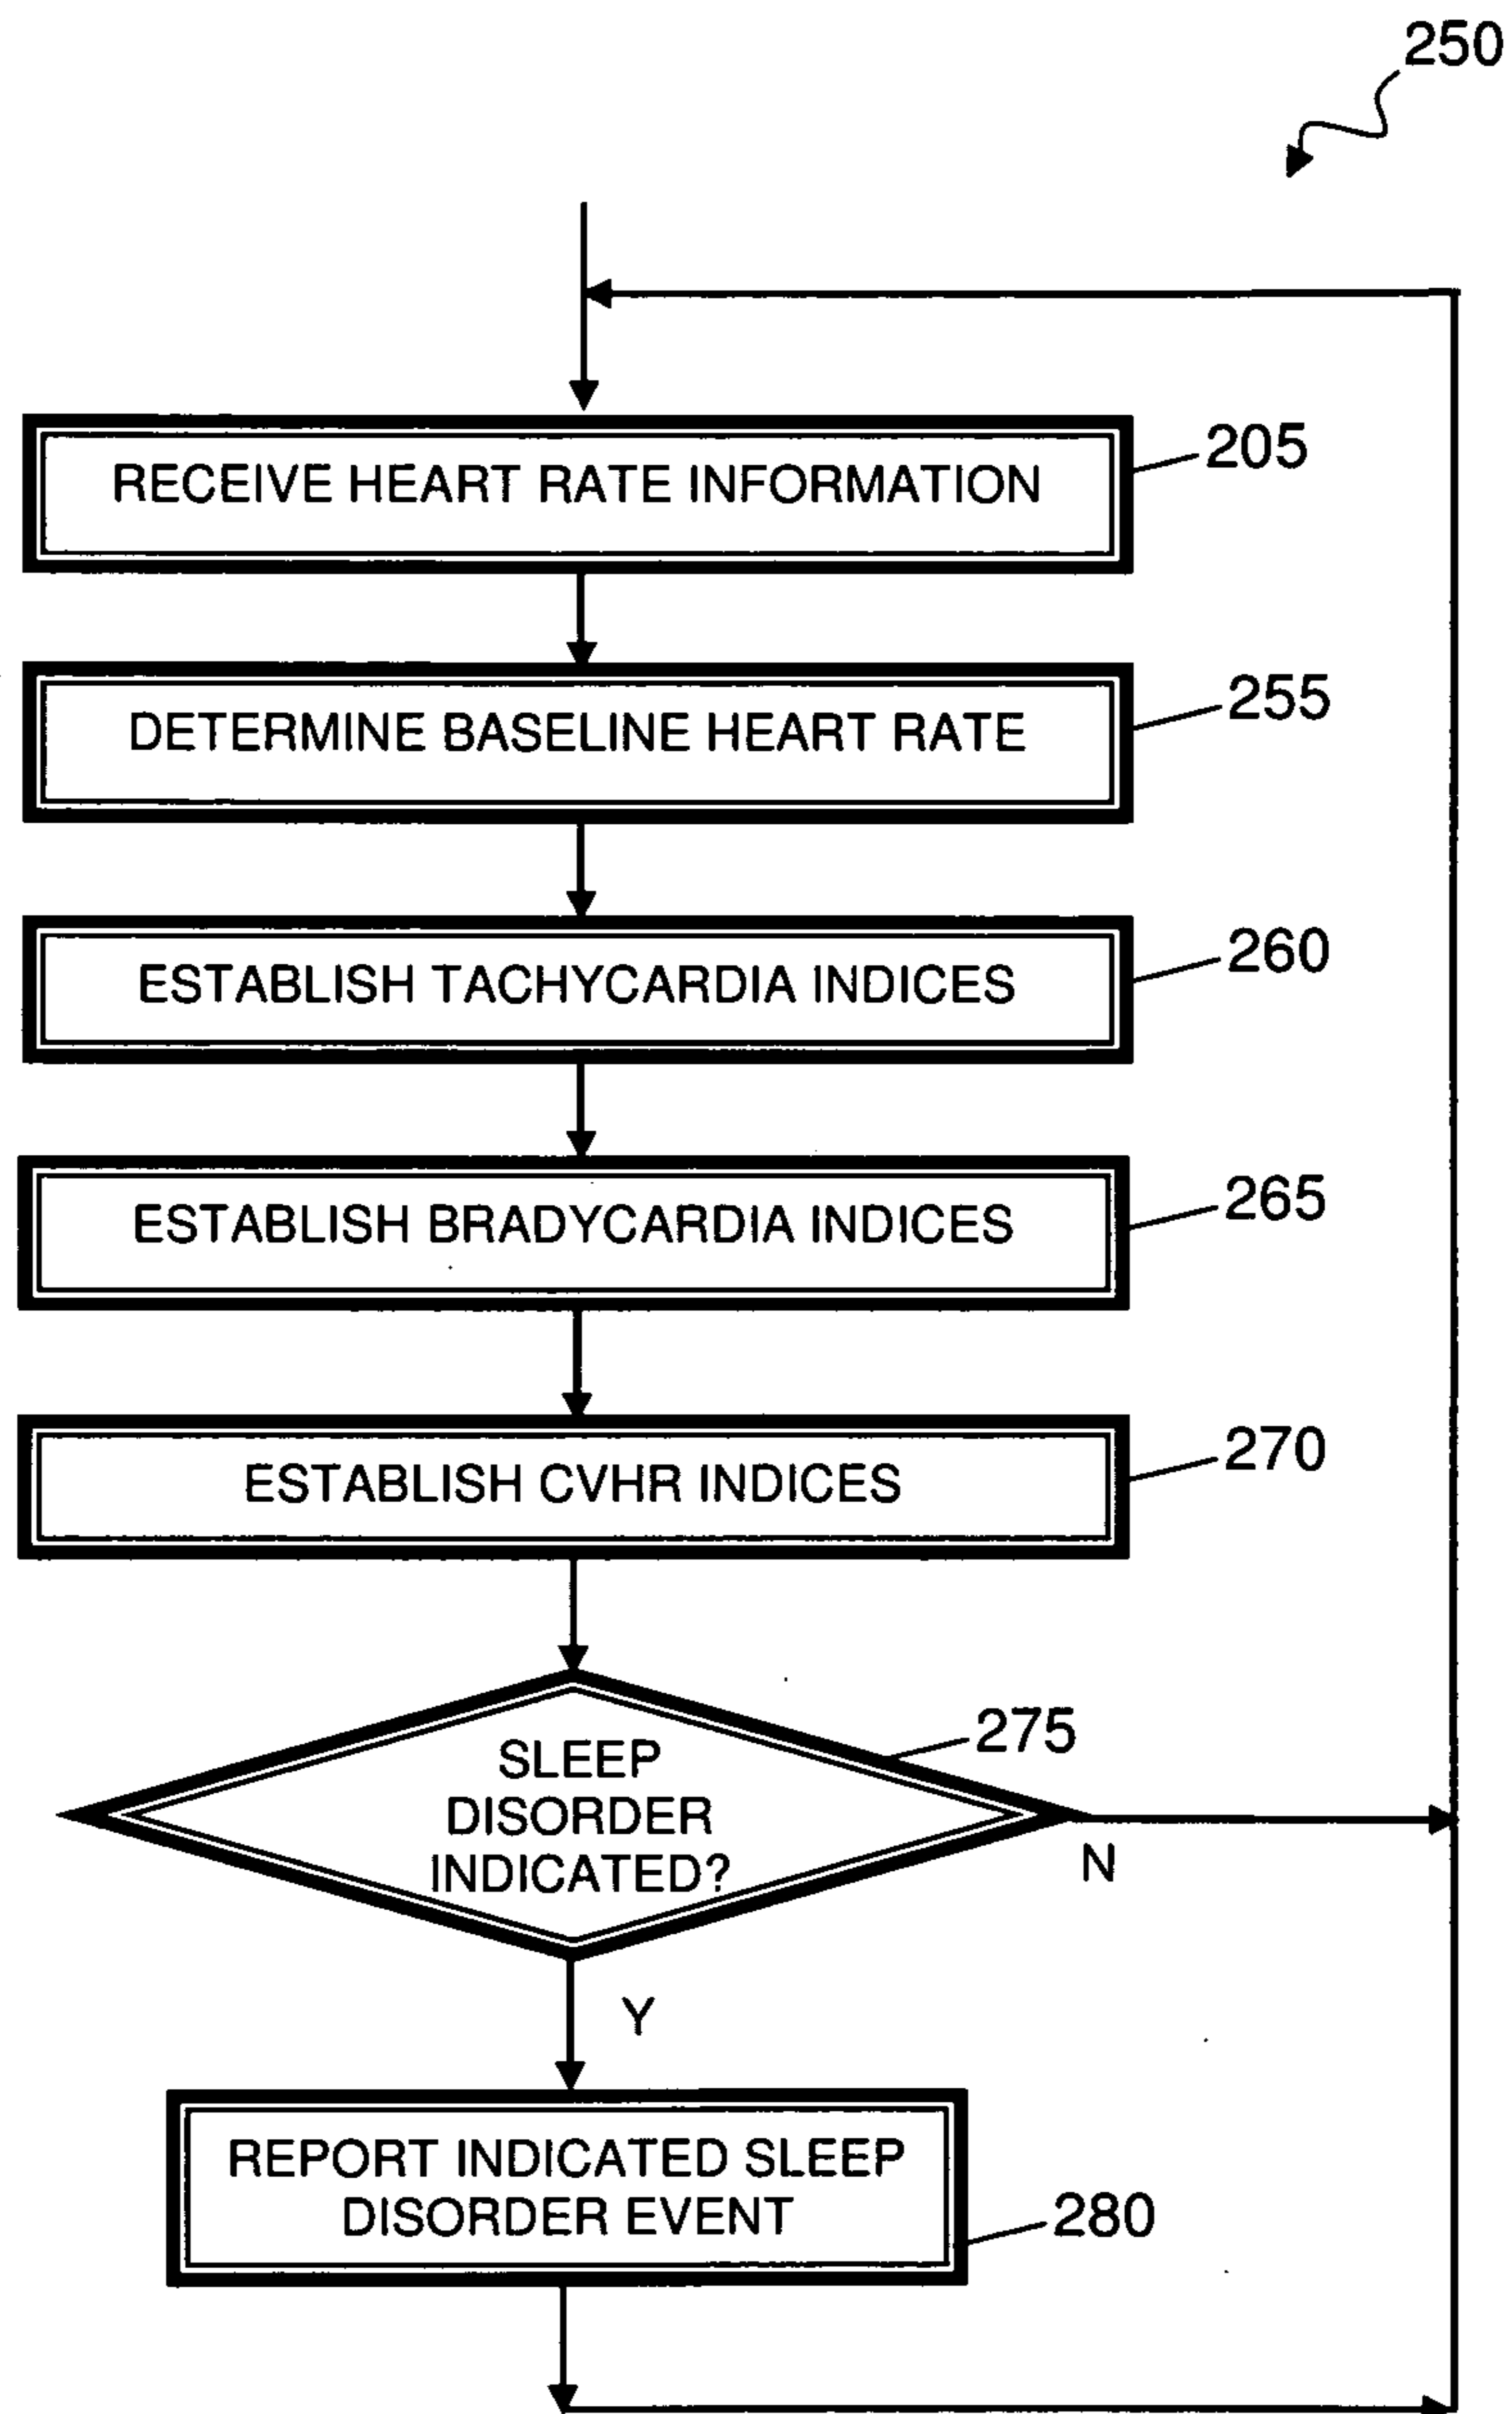 250
RECEIVE HEART RATE INFORMATION
205
DETERMINE BASELINE HEART RATE
255
ESTABLISH TACHYCARDIA INDICES
260
ESTABLISH BRADYCARDIA INDICES
265
ESTABLISH CVHR INDICES
270
SLEEP
DISORDER
INDICATED?
275
N
Y
REPORT INDICATED SLEEP
DISORDER EVENT
280